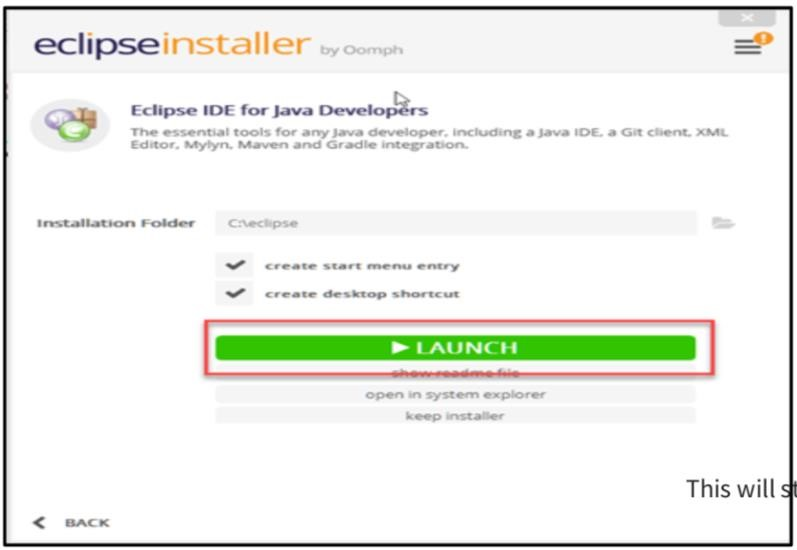 eclipseinstaller by Oomph
Eclipse IDE for Java Developers
The essential tools for any Java developer, including a Java IDE, a Git client, XML
Editor, Mylyn, Maven and Gradle integration.
Installation Folder C:\eclipse
create start menu entry
create desktop shortcut
LAUNCH
show readme file
open in system explorer
keep installer
This will
BACK